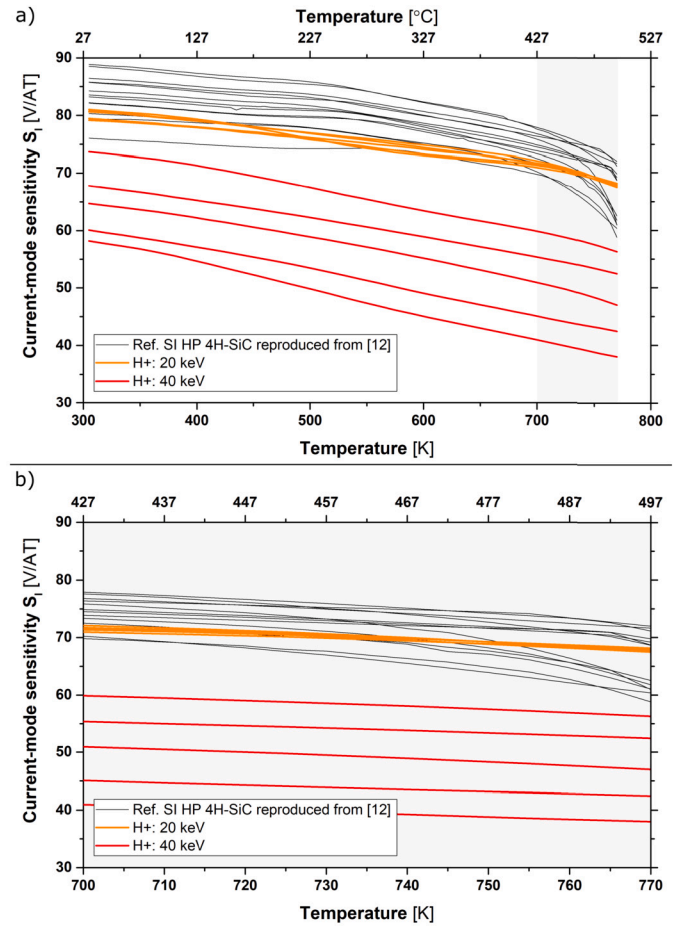 a)
Temperature [°C]
27 127 227 327 427 527
Current-mode sensitivity S_I [V/AT]
90
80
70
60
50
40
30
Ref. SI HP 4H-SiC reproduced from [12]
H+: 20 keV
H+: 40 keV
300 400 500 600 700 800
Temperature [K]
b)
427 437 447 457 467 477 487 497
Current-mode sensitivity S_I [V/AT]
90
80
70
60
50
40
30
Ref. SI HP 4H-SiC reproduced from [12]
H+: 20 keV
H+: 40 keV
700 710 720 730 740 750 760 770
Temperature [K]